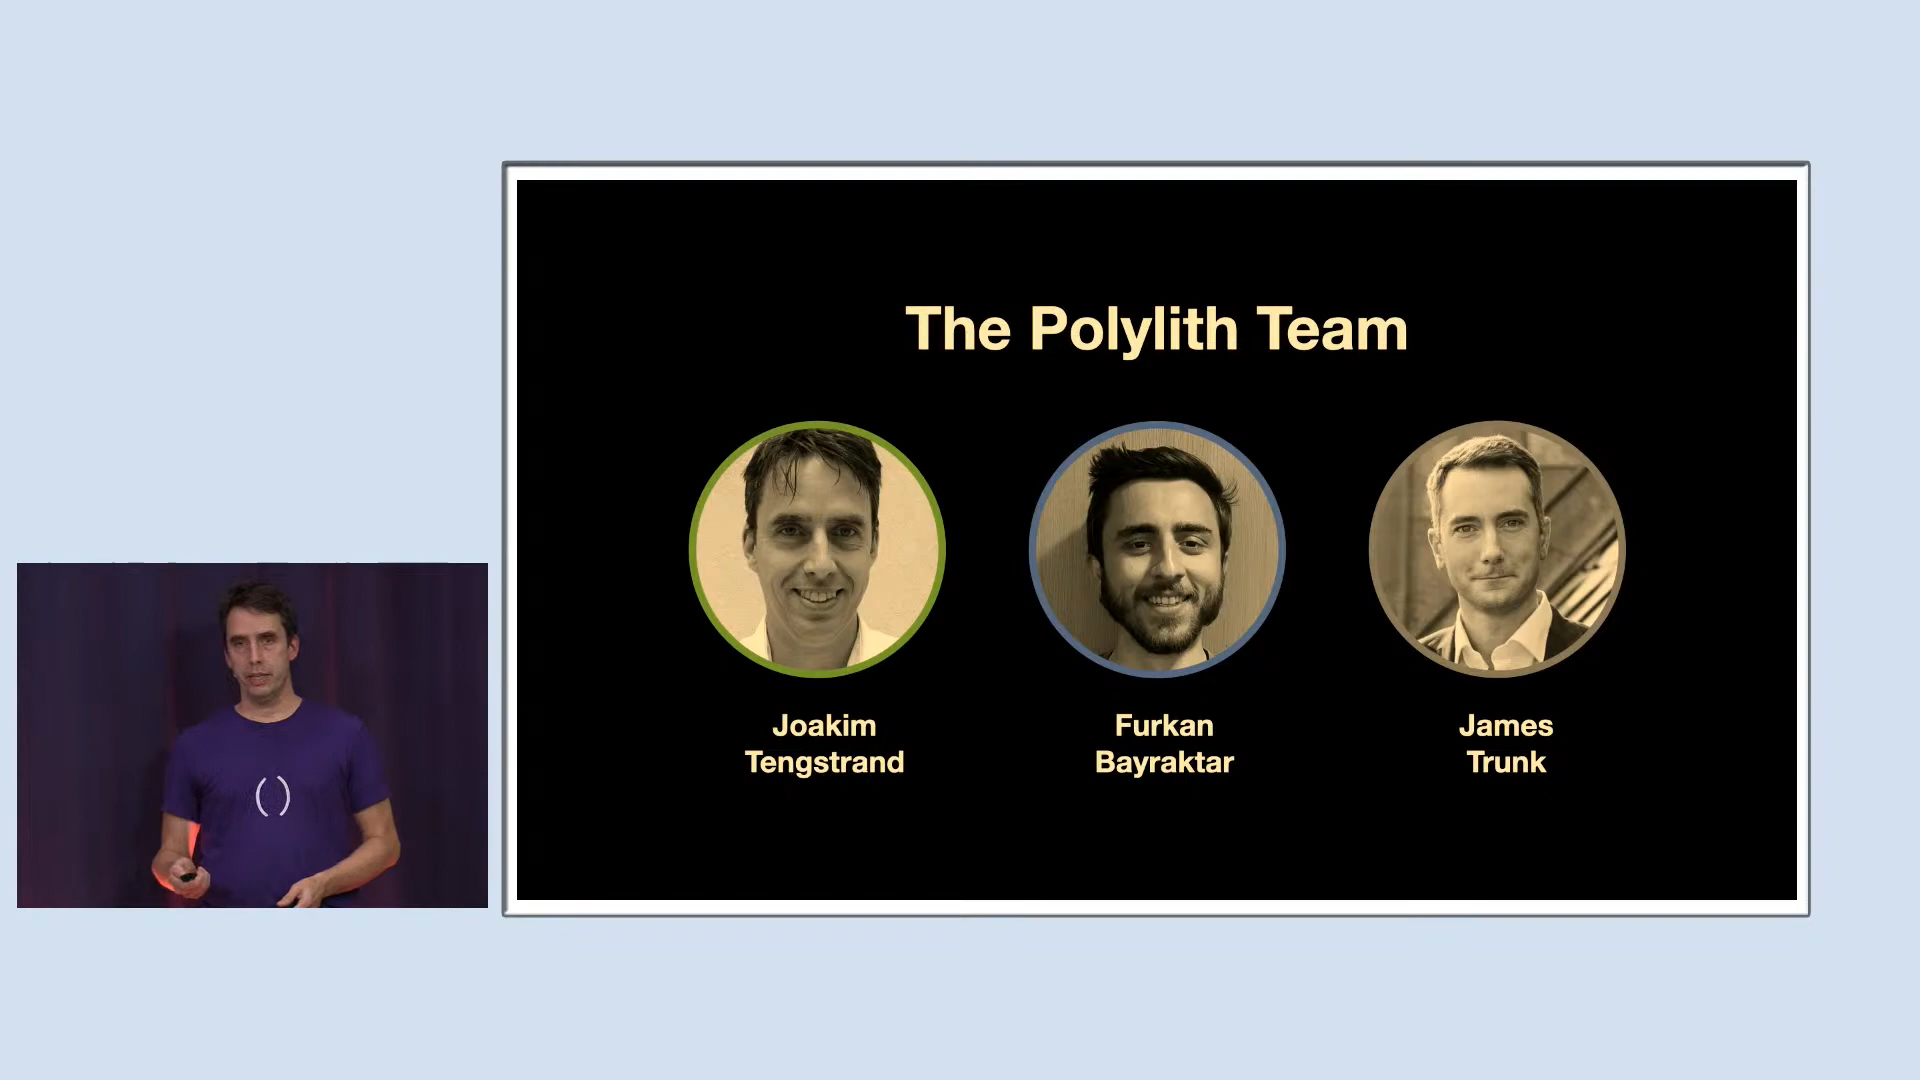 The Polylith Team
Joakim
Tengstrand
Furkan
Bayraktar
James
Trunk
()